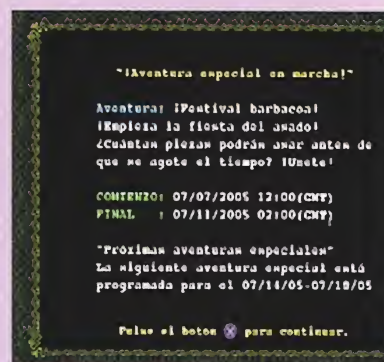 "¡Aventura especial en marcha!"
Aventura: ¡Festival barbacoa!
¡Empieza la fiesta del asado!
¿Cuántas piezas podrán asar antes de
que se agote el tiempo? ¡Unete!
COMIENZO: 07/07/2005 12:00(GMT)
FINAL : 07/11/2005 02:00(GMT)
"Próximas aventuras especiales"
La siguiente aventura especial está
programada para el 07/14/05-07/18/05
Pulse el botón X para continuar.